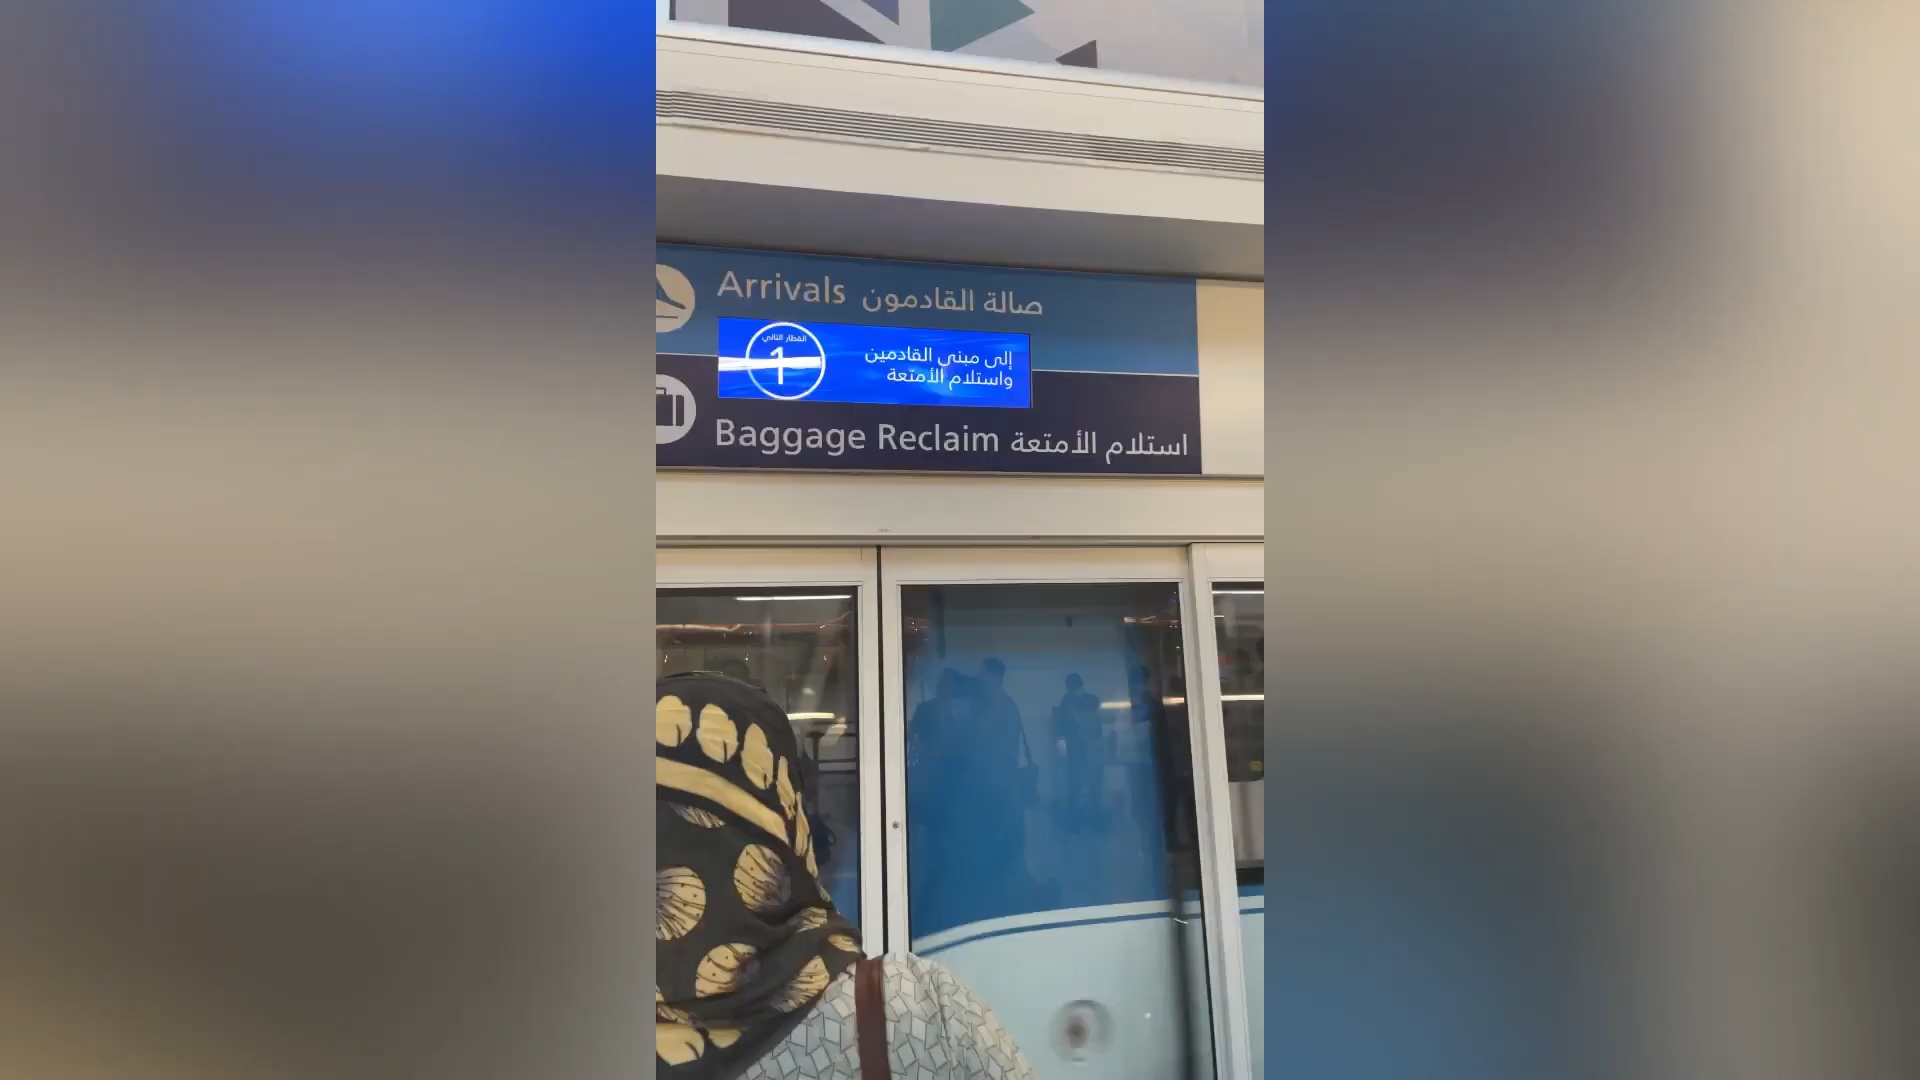 Arrivals صالة القادمون
القطار التالي
1
إلى مبنى القادمين
واستلام الأمتعة
Baggage Reclaim استلام الأمتعة